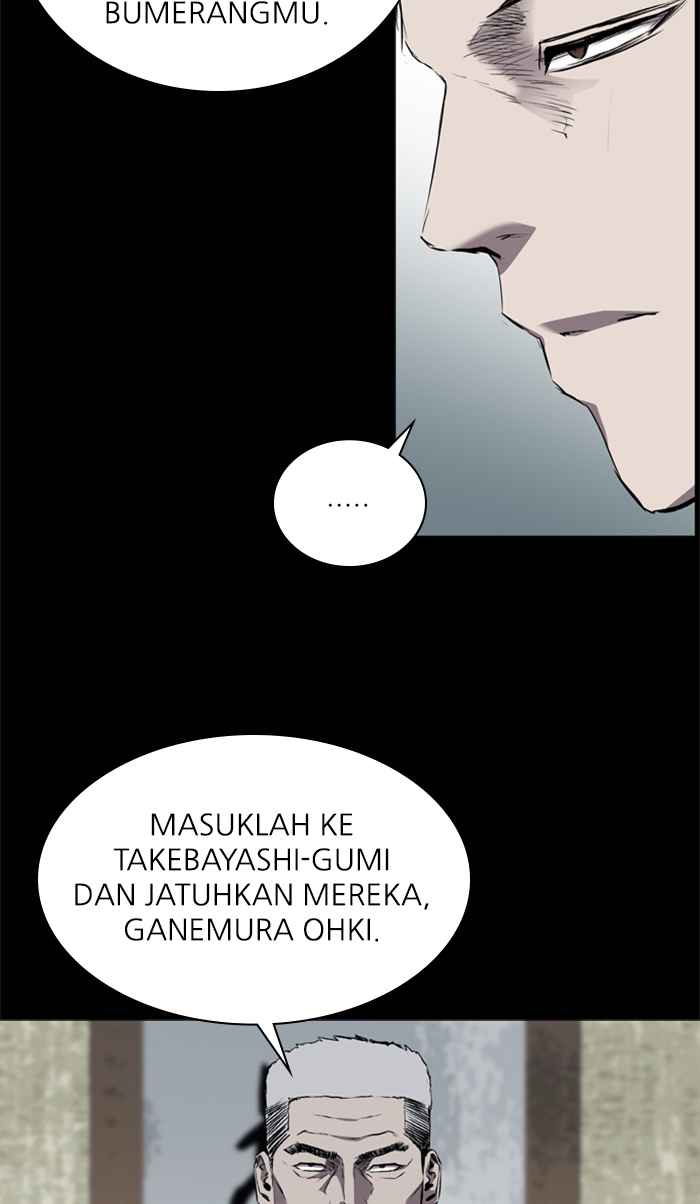 BUMERANGMU.
.....
MASUKLAH KE
TAKEBAYASHI-GUMI
DAN JATUHKAN MEREKA,
GANEMURA OHKI.